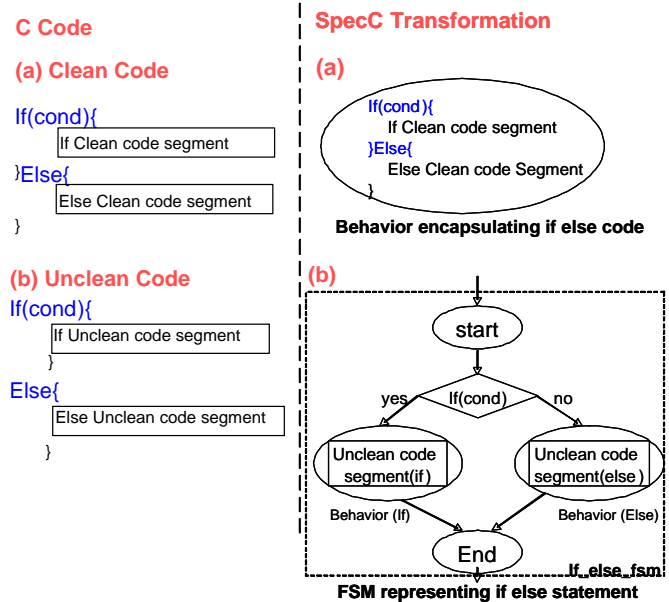 C Code
(a) Clean Code
If(cond){
If Clean code segment
}Else{
Else Clean code segment
}
(b) Unclean Code
If(cond){
If Unclean code segment
}
Else{
Else Unclean code segment
}
SpecC Transformation
(a)
If(cond){
If Clean code segment
}Else{
Else Clean code Segment
}
Behavior encapsulating if else code
(b)
start
yes
If(cond)
no
Unclean code
segment(if)
Unclean code
segment(else)
Behavior (If)
Behavior (Else)
End
If_else_fsm
FSM representing if else statement